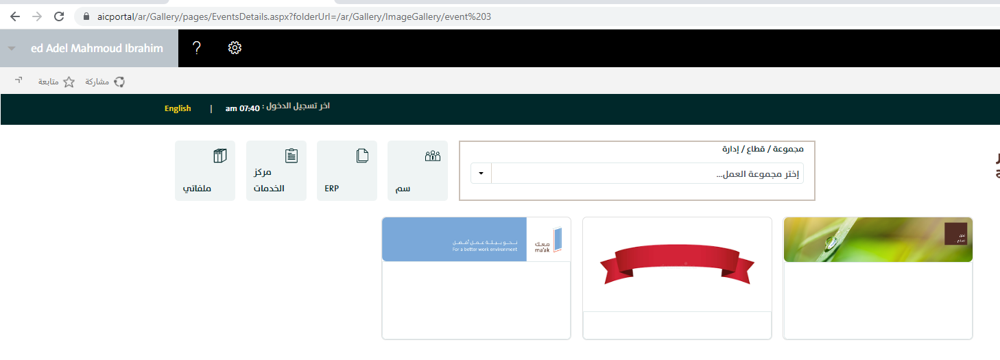 aicportal/ar/Gallery/pages/EventsDetails.aspx?folderUrl=/ar/Gallery/ImageGallery/event%203
ed Adel Mahmoud Ibrahim
?
مشاركة
متابعة
اخر تسجيل الدخول : 07:40 am | English
مجموعة / قطاع / إدارة
إختر مجموعة العمل...
سم
ERP
مركز
الخدمات
ملفاتي
نحن
نسلم
معك
ma'ak
نحو بيئة عمل أفضل
For a better work environment